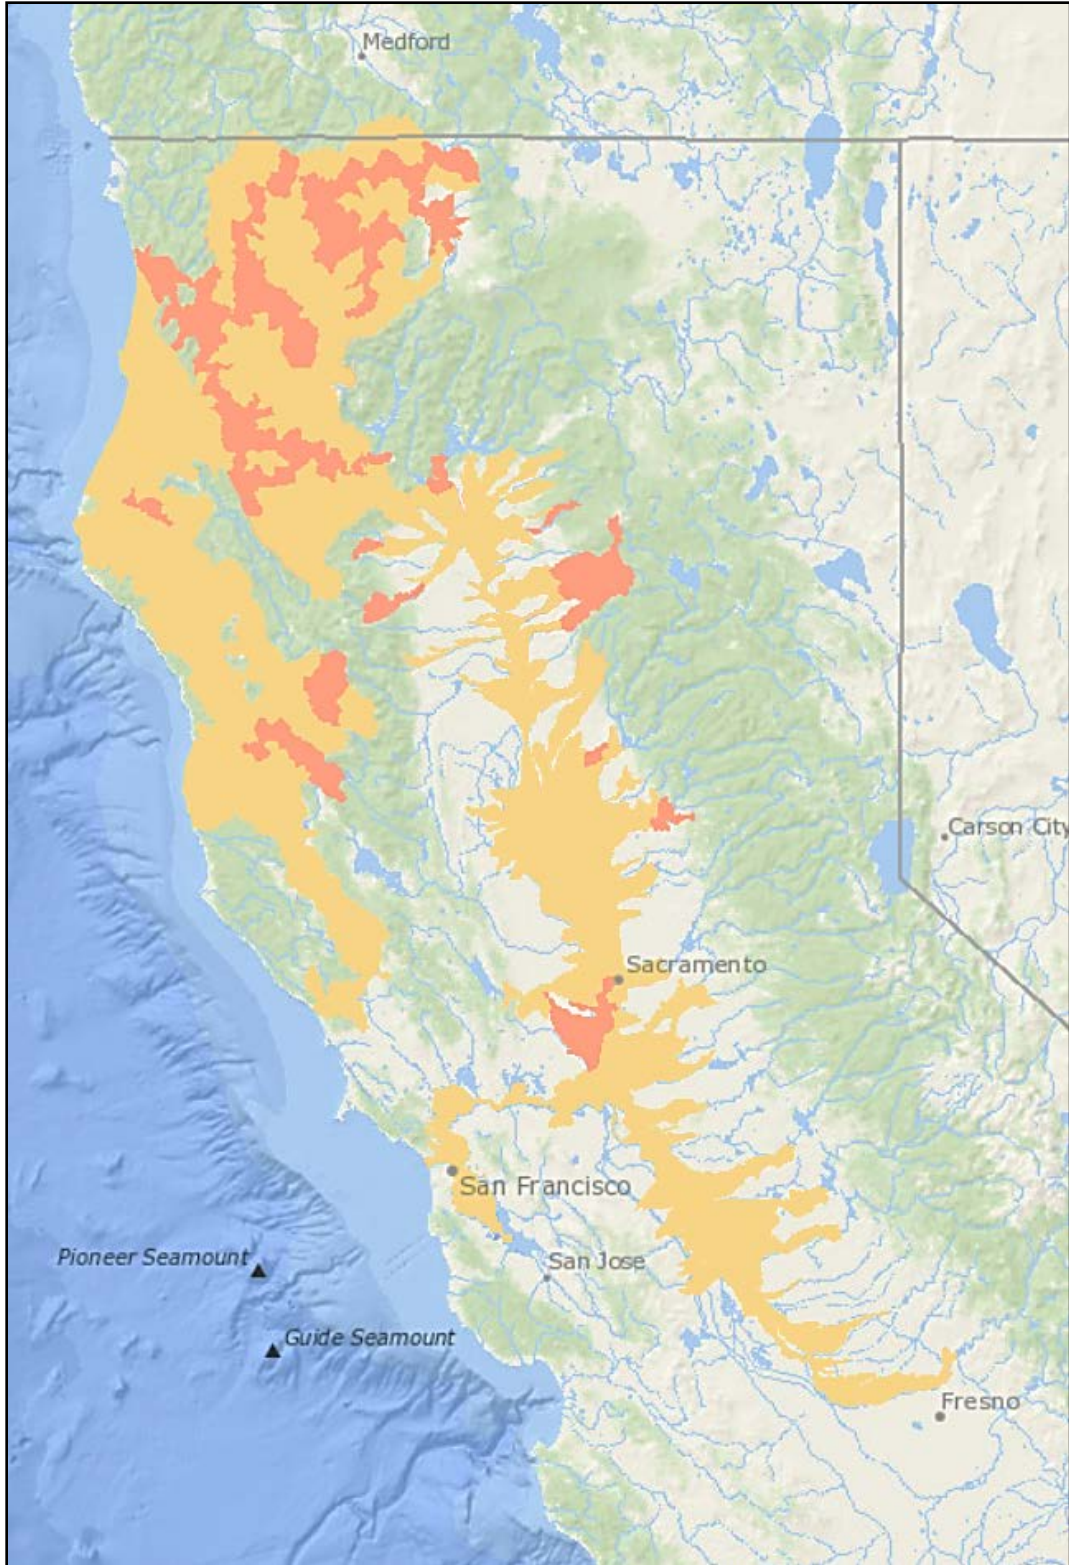 Medford
Carson City
Sacramento
San Francisco
Pioneer Seamount
San Jose
Guide Seamount
Fresno